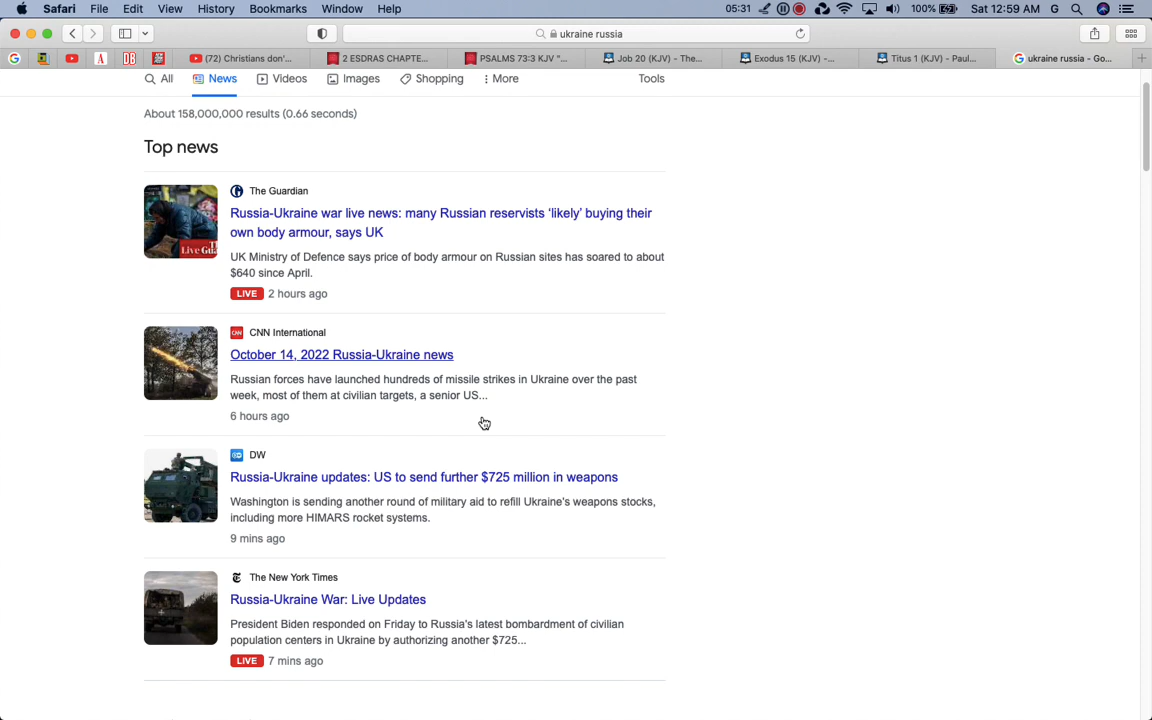 Safari File Edit View History Bookmarks Window Help 05:31 100% Sat 12:59 AM G
ukraine russia
(72) Christians don'... 2 ESDRAS CHAPTE... PSALMS 73:3 KJV "... Job 20 (KJV) - The... Exodus 15 (KJV) -... Titus 1 (KJV) - Paul... ukraine russia - Go...
All News Videos Images Shopping More Tools
About 158,000,000 results (0.66 seconds)
Top news
The Guardian
Russia-Ukraine war live news: many Russian reservists ‘likely’ buying their
own body armour, says UK
UK Ministry of Defence says price of body armour on Russian sites has soared to about
$640 since April.
LIVE 2 hours ago
CNN International
October 14, 2022 Russia-Ukraine news
Russian forces have launched hundreds of missile strikes in Ukraine over the past
week, most of them at civilian targets, a senior US...
6 hours ago
DW
Russia-Ukraine updates: US to send further $725 million in weapons
Washington is sending another round of military aid to refill Ukraine's weapons stocks,
including more HIMARS rocket systems.
9 mins ago
The New York Times
Russia-Ukraine War: Live Updates
President Biden responded on Friday to Russia's latest bombardment of civilian
population centers in Ukraine by authorizing another $725...
LIVE 7 mins ago